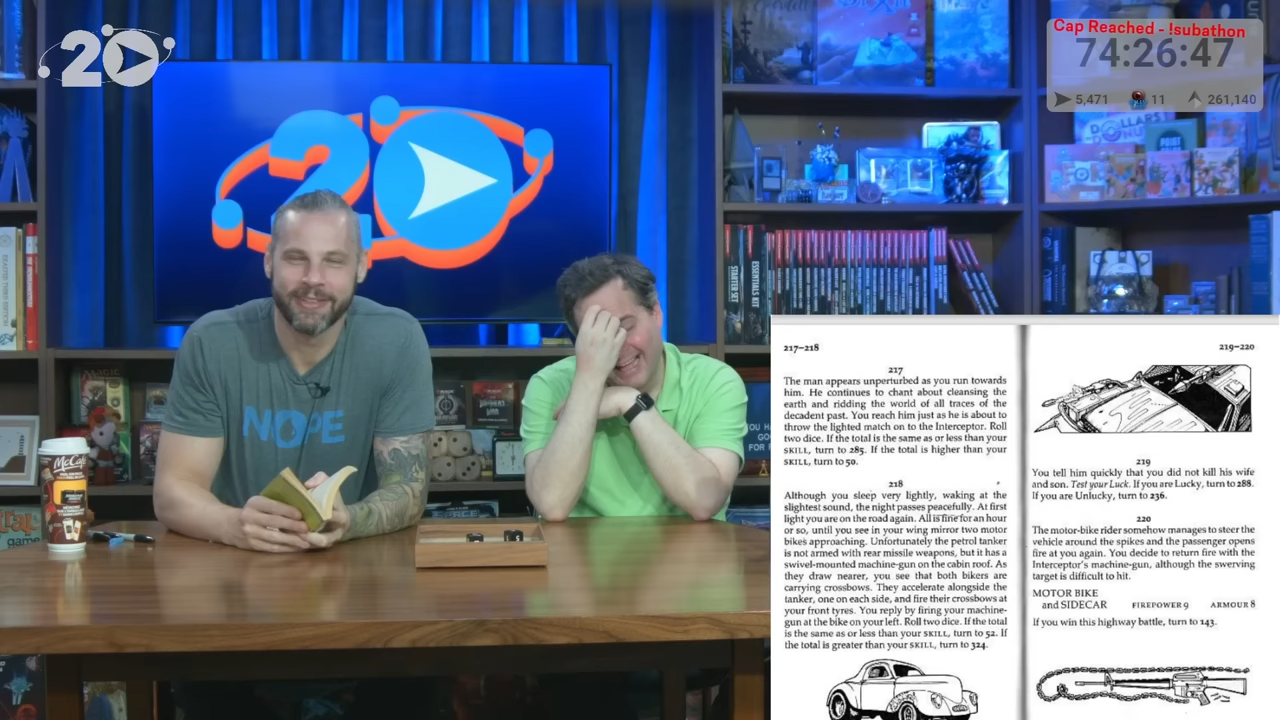 20
Cap Reached - !subathon
74:26:47
5,471
11
261,140
20
STARTER SET
ESSENTIALS KIT
NOPE
McCafé
game
217–218
217
The man appears unperturbed as you run towards
him. He continues to chant about cleansing the
earth and ridding the world of all traces of the
decadent past. You reach him just as he is about to
throw the lighted match on to the Interceptor. Roll
two dice. If the total is the same as or less than your
SKILL, turn to 285. If the total is higher than your
SKILL, turn to 50.
218
Although you sleep very lightly, waking at the
slightest sound, the night passes peacefully. At first
light you are on the road again. All is fine for an hour
or so, until you see in your wing mirror two motor
bikes approaching. Unfortunately the petrol tanker
is not armed with rear missile weapons, but it has a
swivel-mounted machine-gun on the cabin roof. As
they draw nearer, you see that both bikers are
carrying crossbows. They accelerate alongside the
tanker, one on each side, and fire their crossbows at
your front tyres. You reply by firing your machine-
gun at the bike on your left. Roll two dice. If the total
is the same as or less than your SKILL, turn to 52. If
the total is greater than your SKILL, turn to 324.
219–220
219
You tell him quickly that you did not kill his wife
and son. Test your Luck. If you are Lucky, turn to 288.
If you are Unlucky, turn to 236.
220
The motor-bike rider somehow manages to steer the
vehicle around the spikes and the passenger opens
fire at you again. You decide to return fire with the
Interceptor's machine-gun, although the swerving
target is difficult to hit.
MOTOR BIKE
and SIDECAR FIREPOWER 9 ARMOUR 8
If you win this highway battle, turn to 143.